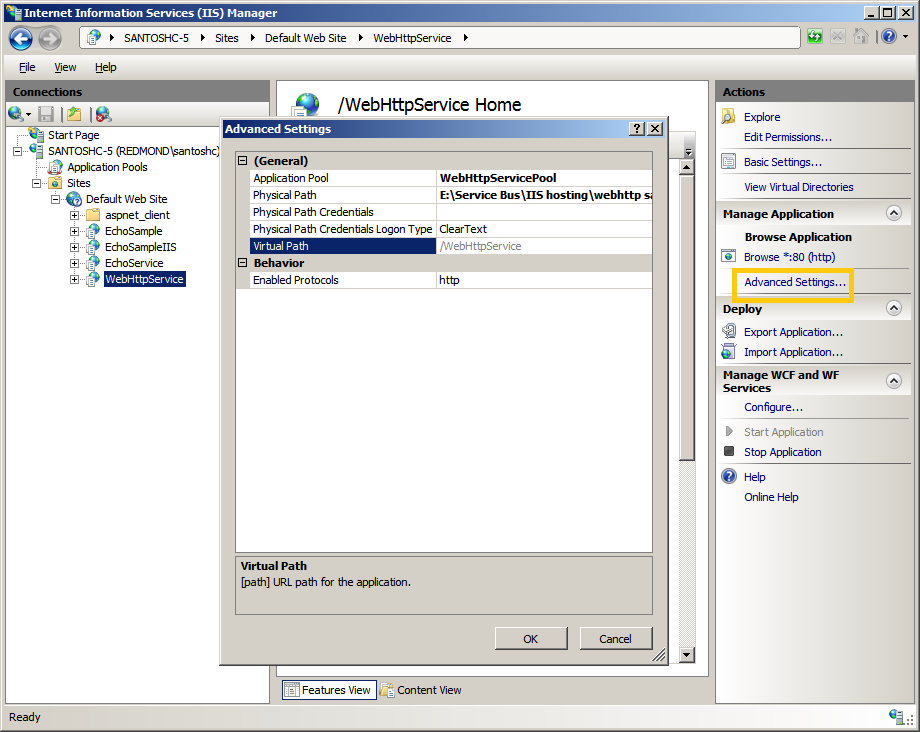 Internet Information Services (IIS) Manager
SANTOSHC-5 Sites Default Web Site WebHttpService
File View Help
Connections
Start Page
SANTOSHC-5 (REDMOND\santoshc)
Application Pools
Sites
Default Web Site
aspnet_client
EchoSample
EchoSampleIIS
EchoService
WebHttpService
/WebHttpService Home
Advanced Settings
(General)
Application Pool WebHttpServicePool
Physical Path E:\Service Bus\IIS hosting\webhttp sa
Physical Path Credentials
Physical Path Credentials Logon Type ClearText
Virtual Path /WebHttpService
Behavior
Enabled Protocols http
Virtual Path
[path] URL path for the application.
OK Cancel
Features View Content View
Actions
Explore
Edit Permissions...
Basic Settings...
View Virtual Directories
Manage Application
Browse Application
Browse *:80 (http)
Advanced Settings...
Deploy
Export Application...
Import Application...
Manage WCF and WF
Services
Configure...
Start Application
Stop Application
Help
Online Help
Ready